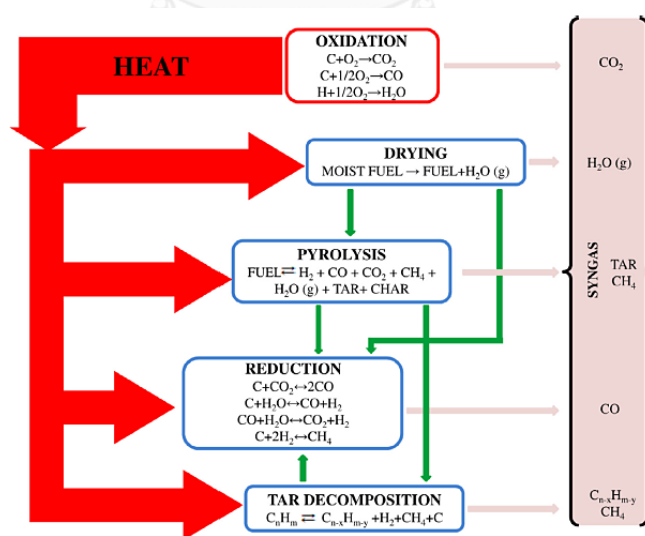 OXIDATION
C+O₂→CO₂
C+1/2O₂→CO
H+1/2O₂→H₂O
HEAT
CO₂
DRYING
MOIST FUEL → FUEL+H₂O (g)
H₂O (g)
PYROLYSIS
FUEL⇌ H₂ + CO + CO₂ + CH₄ +
H₂O (g) + TAR+ CHAR
SYNGAS
TAR
CH₄
REDUCTION
C+CO₂↔2CO
C+H₂O↔CO+H₂
CO+H₂O↔CO₂+H₂
C+2H₂↔CH₄
CO
TAR DECOMPOSITION
CₙHₘ ⇌ Cₙ₋ₓHₘ₋y +H₂+CH₄+C
Cₙ₋ₓHₘ₋y
CH₄